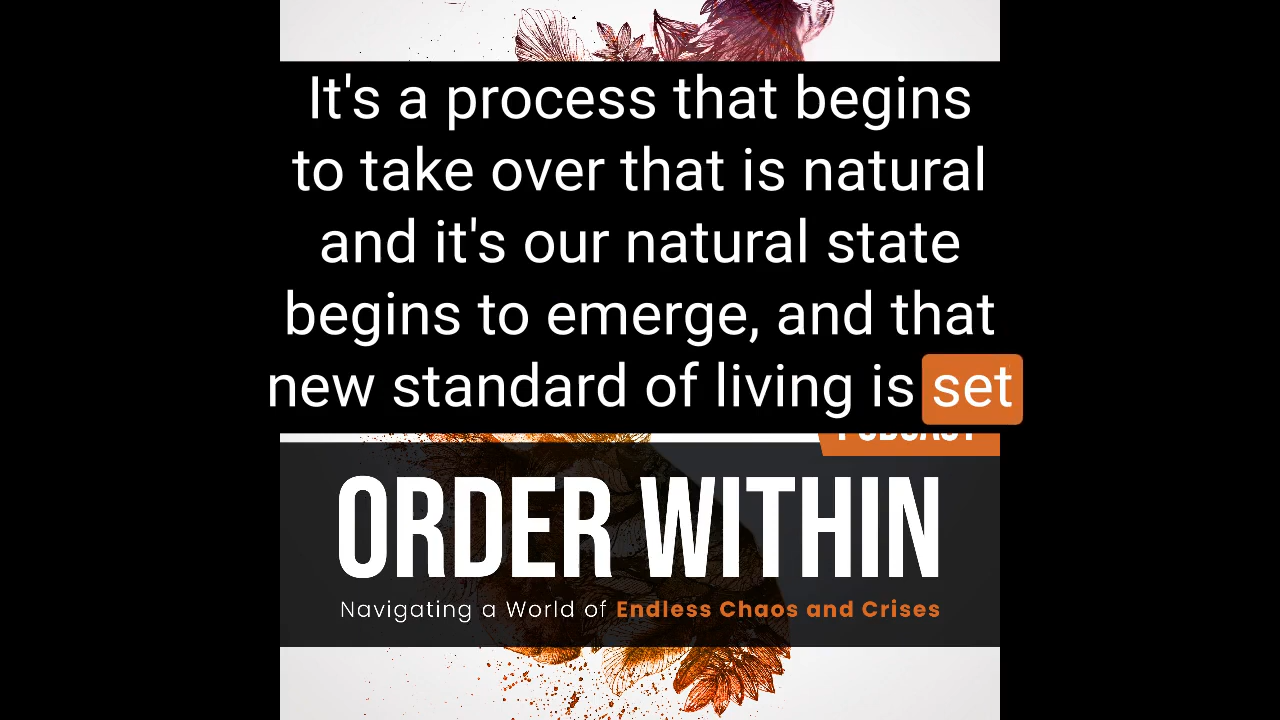 It's a process that begins
to take over that is natural
and it's our natural state
begins to emerge, and that
new standard of living is set
PODCAST
ORDER WITHIN
Navigating a World of Endless Chaos and Crises